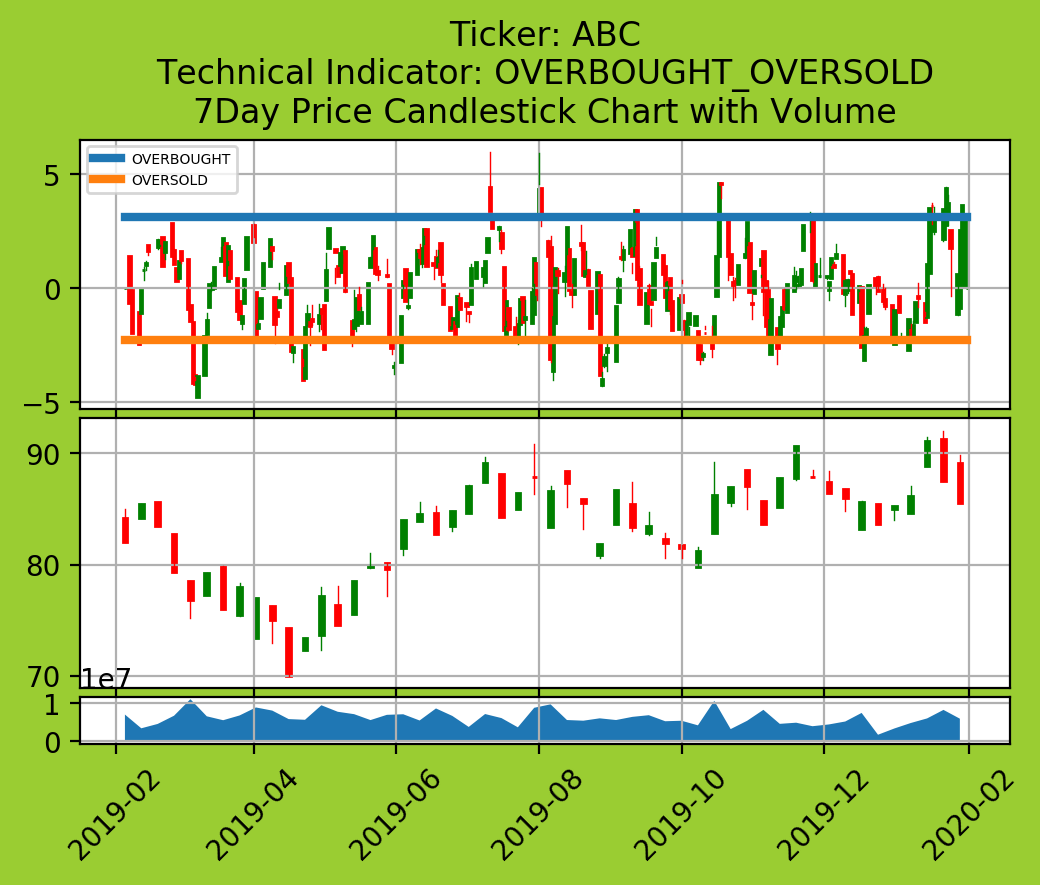 Ticker: ABC
Technical Indicator: OVERBOUGHT_OVERSOLD
7Day Price Candlestick Chart with Volume
OVERBOUGHT
OVERSOLD
5
0
−5
90
80
70
1e7
1
0
2019-02
2019-04
2019-06
2019-08
2019-10
2019-12
2020-02